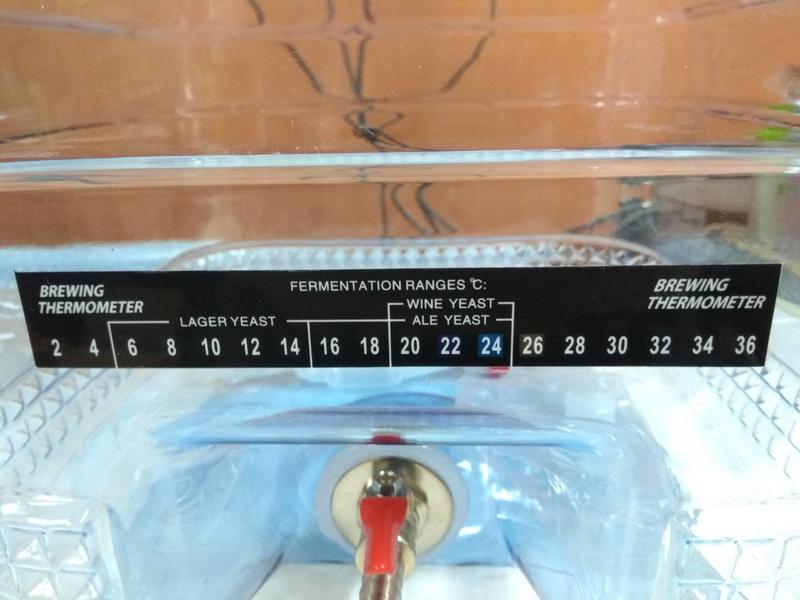 FERMENTATION RANGES °C:
BREWING
THERMOMETER
BREWING
THERMOMETER
WINE YEAST
LAGER YEAST
ALE YEAST
2 4 6 8 10 12 14 16 18 20 22 24 26 28 30 32 34 36